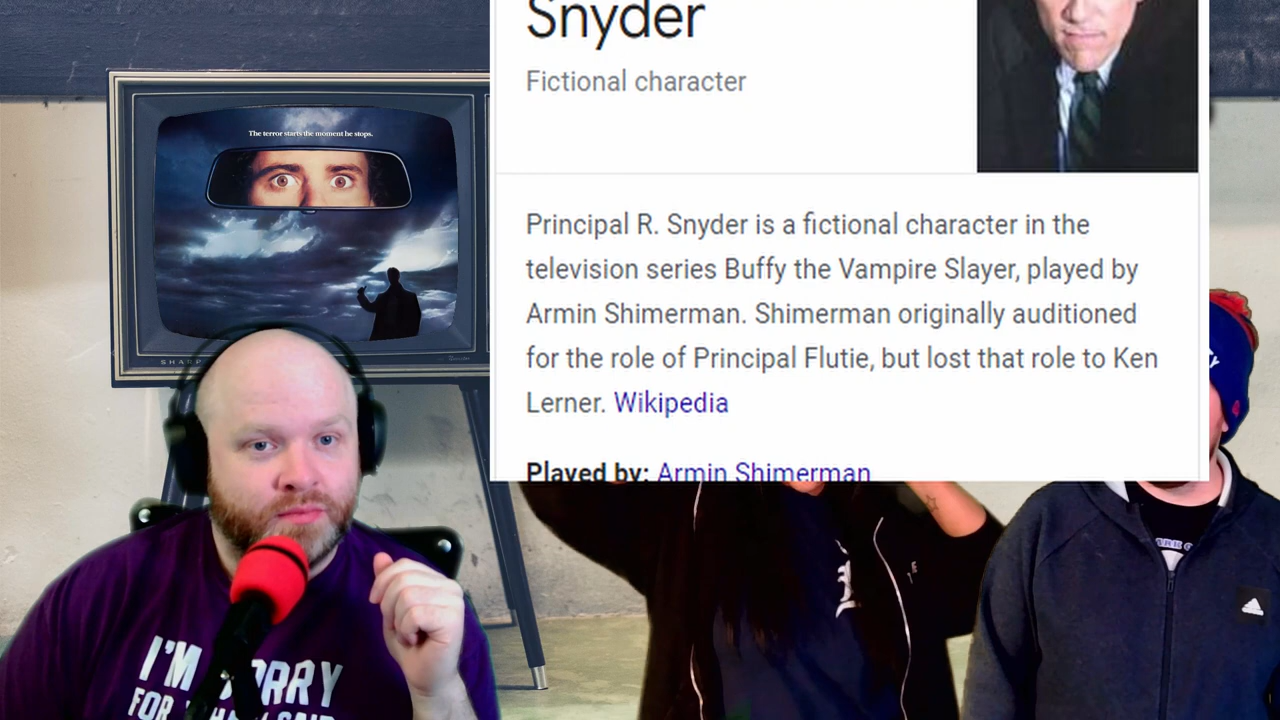 Snyder
Fictional character
The terror starts the moment he stops.
Principal R. Snyder is a fictional character in the
television series Buffy the Vampire Slayer, played by
Armin Shimerman. Shimerman originally auditioned
for the role of Principal Flutie, but lost that role to Ken
Lerner. Wikipedia
Played by: Armin Shimerman
SHARP
I'M SORRY
FOR